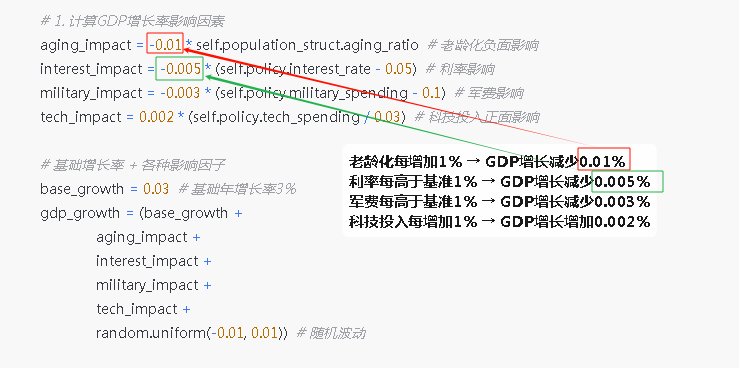 # 1. 计算GDP增长率影响因素
aging_impact = -0.01 * self.population_struct.aging_ratio # 老龄化负面影响
interest_impact = -0.005 * (self.policy.interest_rate - 0.05) # 利率影响
military_impact = -0.003 * (self.policy.military_spending - 0.1) # 军费影响
tech_impact = 0.002 * (self.policy.tech_spending / 0.03) # 科技投入正面影响
老龄化每增加1% → GDP增长减少0.01%
利率每高于基准1% → GDP增长减少0.005%
军费每高于基准1% → GDP增长减少0.003%
科技投入每增加1% → GDP增长增加0.002%
# 基础增长率 + 各种影响因子
base_growth = 0.03 # 基础年增长率3%
gdp_growth = (base_growth +
aging_impact +
interest_impact +
military_impact +
tech_impact +
random.uniform(-0.01, 0.01)) # 随机波动